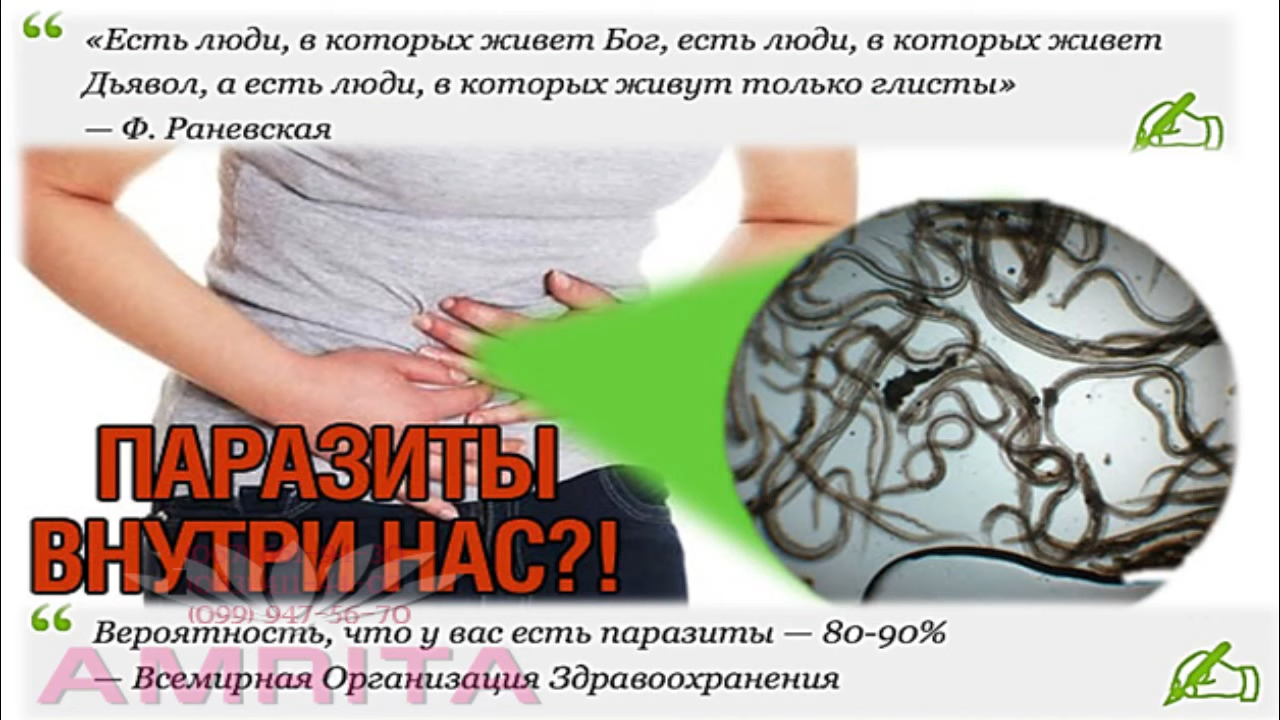 «Есть люди, в которых живет Бог, есть люди, в которых живет
Дьявол, а есть люди, в которых живут только глисты»
— Ф. Раневская
ПАРАЗИТЫ
ВНУТРИ НАС?!
(099) 947-56-70
Вероятность, что у вас есть паразиты — 80-90%
— Всемирная Организация Здравоохранения
AMRITA